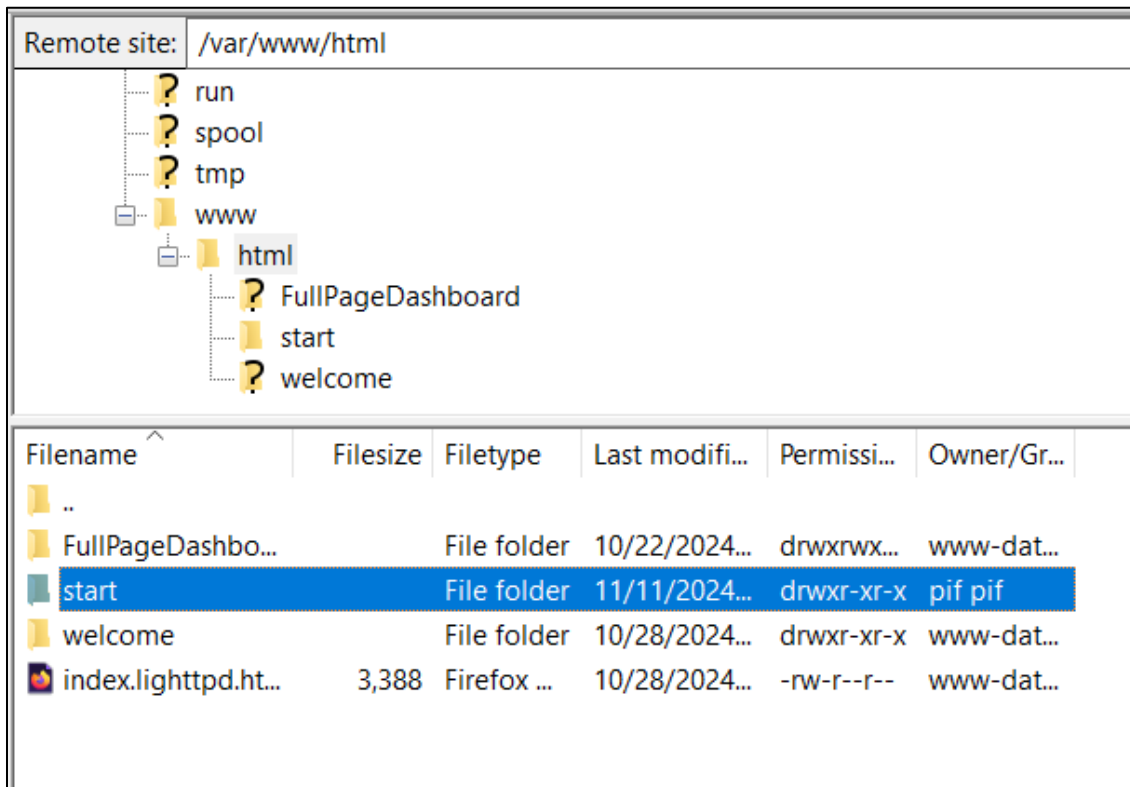 Remote site: /var/www/html
run
spool
tmp
www
html
FullPageDashboard
start
welcome
Filename Filesize Filetype Last modifi... Permissi... Owner/Gr...
..
FullPageDashbo... File folder 10/22/2024... drwxrwx... www-dat...
start File folder 11/11/2024... drwxr-xr-x pif pif
welcome File folder 10/28/2024... drwxr-xr-x www-dat...
index.lighttpd.ht... 3,388 Firefox ... 10/28/2024... -rw-r--r-- www-dat...